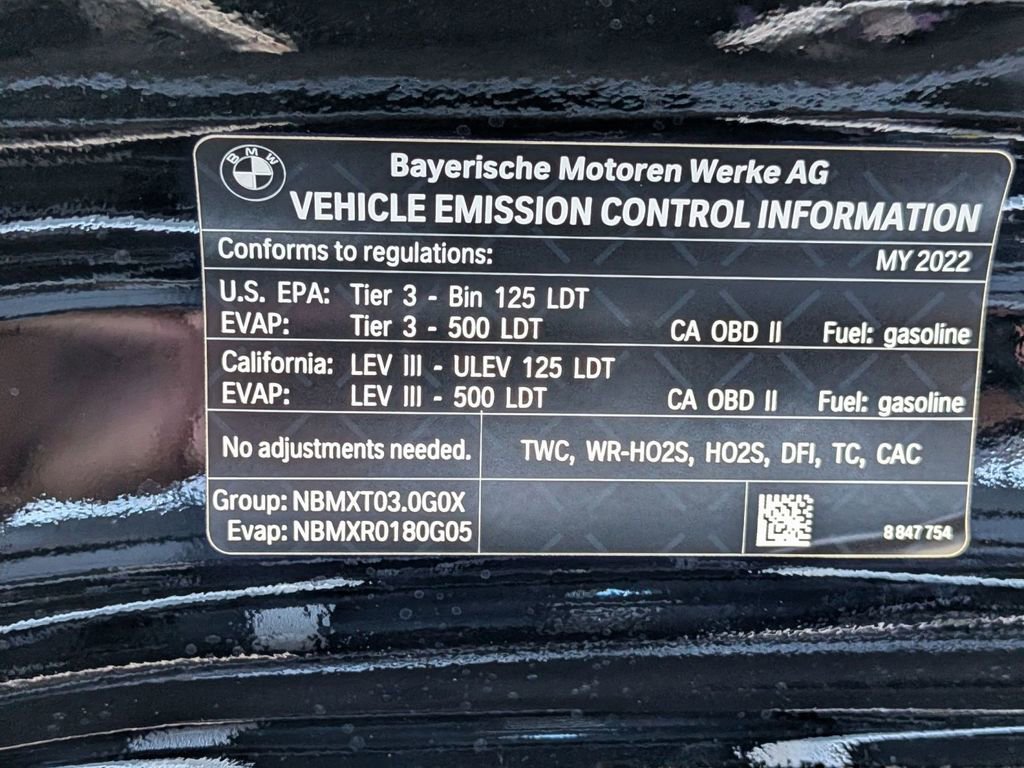 BMW
Bayerische Motoren Werke AG
VEHICLE EMISSION CONTROL INFORMATION
Conforms to regulations: MY 2022
U.S. EPA: Tier 3 - Bin 125 LDT
EVAP: Tier 3 - 500 LDT CA OBD II Fuel: gasoline
California: LEV III - ULEV 125 LDT
EVAP: LEV III - 500 LDT CA OBD II Fuel: gasoline
No adjustments needed. TWC, WR-HO2S, HO2S, DFI, TC, CAC
Group: NBMXT03.0G0X
Evap: NBMXR0180G05
8 847 754